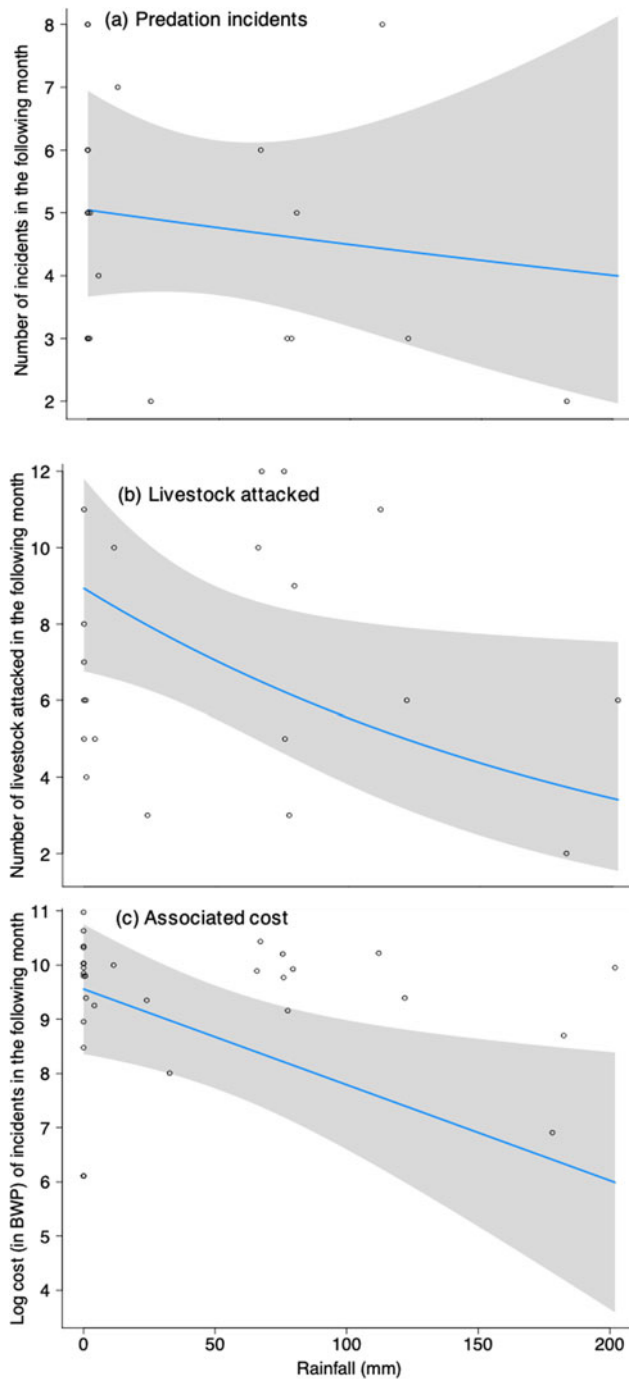 (a) Predation incidents
Number of incidents in the following month
8
7
6
5
4
3
2
(b) Livestock attacked
Number of livestock attacked in the following month
12
10
8
6
4
2
(c) Associated cost
Log cost (in BWP) of incidents in the following month
11
10
9
8
7
6
5
4
0 50 100 150 200
Rainfall (mm)